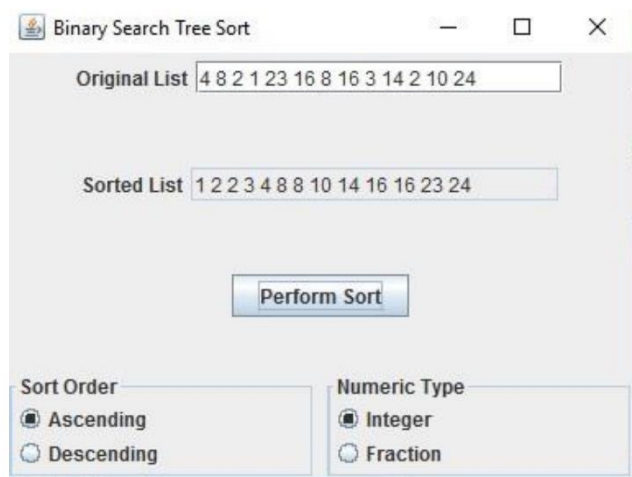 Binary Search Tree Sort
Original List 4 8 2 1 23 16 8 16 3 14 2 10 24
Sorted List 1 2 2 3 4 8 8 10 14 16 16 23 24
Perform Sort
Sort Order
Ascending
Descending
Numeric Type
Integer
Fraction